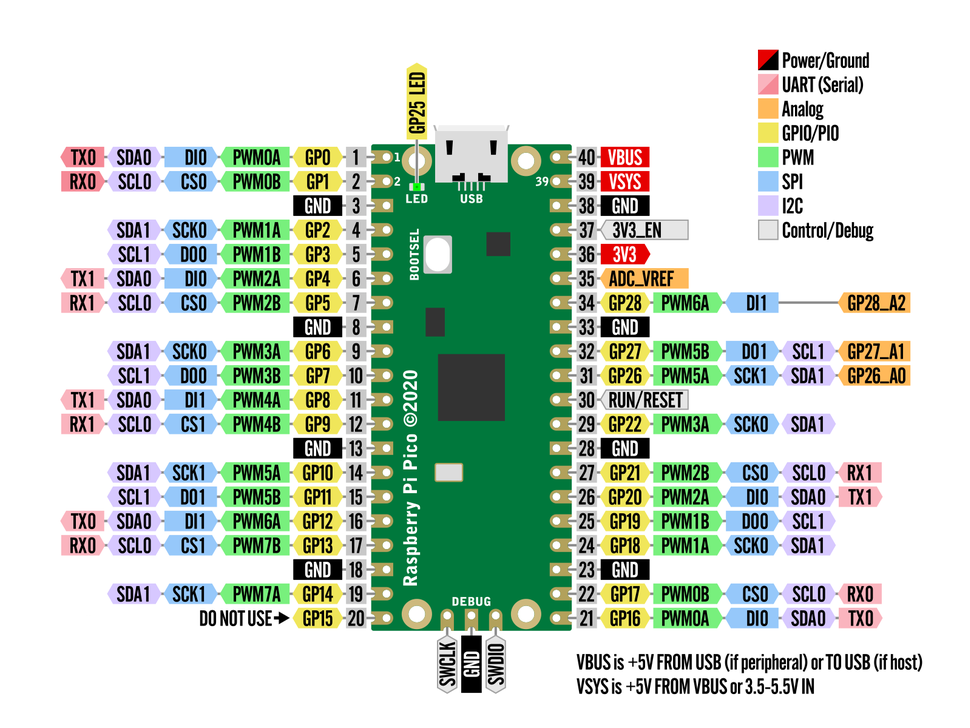 Power/Ground
UART (Serial)
Analog
GPIO/PIO
PWM
SPI
I2C
Control/Debug
GP25 LED
TX0 SDA0 DI0 PWM0A GP0 1 1 40 VBUS
RX0 SCL0 CS0 PWM0B GP1 2 2 39 39 VSYS
LED USB
GND 3 38 GND
SDA1 SCK0 PWM1A GP2 4 37 3V3_EN
BOOTSEL
SCL1 DO0 PWM1B GP3 5 36 3V3
TX1 SDA0 DI0 PWM2A GP4 6 35 ADC_VREF
RX1 SCL0 CS0 PWM2B GP5 7 34 GP28 PWM6A DI1 GP28_A2
GND 8 33 GND
SDA1 SCK0 PWM3A GP6 9 32 GP27 PWM5B DO1 SCL1 GP27_A1
SCL1 DO0 PWM3B GP7 10 31 GP26 PWM5A SCK1 SDA1 GP26_A0
TX1 SDA0 DI1 PWM4A GP8 11 30 RUN/RESET
RX1 SCL0 CS1 PWM4B GP9 12 29 GP22 PWM3A SCK0 SDA1
GND 13 28 GND
Raspberry Pi Pico ©2020
SDA1 SCK1 PWM5A GP10 14 27 GP21 PWM2B CS0 SCL0 RX1
SCL1 DO1 PWM5B GP11 15 26 GP20 PWM2A DI0 SDA0 TX1
TX0 SDA0 DI1 PWM6A GP12 16 25 GP19 PWM1B DO0 SCL1
RX0 SCL0 CS1 PWM7B GP13 17 24 GP18 PWM1A SCK0 SDA1
GND 18 23 GND
SDA1 SCK1 PWM7A GP14 19 22 GP17 PWM0B CS0 SCL0 RX0
DEBUG
DO NOT USE→ GP15 20 21 GP16 PWM0A DI0 SDA0 TX0
SWCLK GND SWDIO
VBUS is +5V FROM USB (if peripheral) or TO USB (if host)
VSYS is +5V FROM VBUS or 3.5-5.5V IN